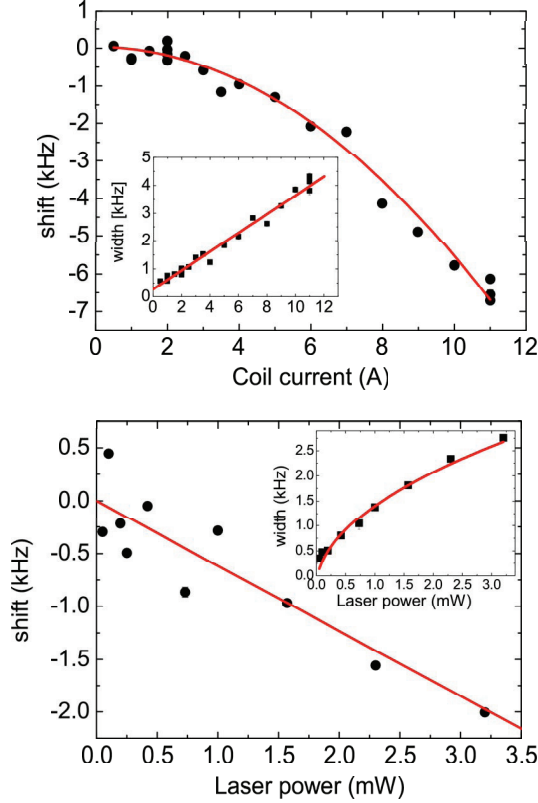 1
0
-1
-2
-3
-4
-5
-6
-7
shift (kHz)
0 2 4 6 8 10 12
Coil current (A)
5
4
3
2
1
0
width [kHz]
0 2 4 6 8 10 12
0.5
0.0
-0.5
-1.0
-1.5
-2.0
shift (kHz)
0.0 0.5 1.0 1.5 2.0 2.5 3.0 3.5
Laser power (mW)
2.5
2.0
1.5
1.0
0.5
0.0
width (kHz)
0.0 0.5 1.0 1.5 2.0 2.5 3.0
Laser power (mW)